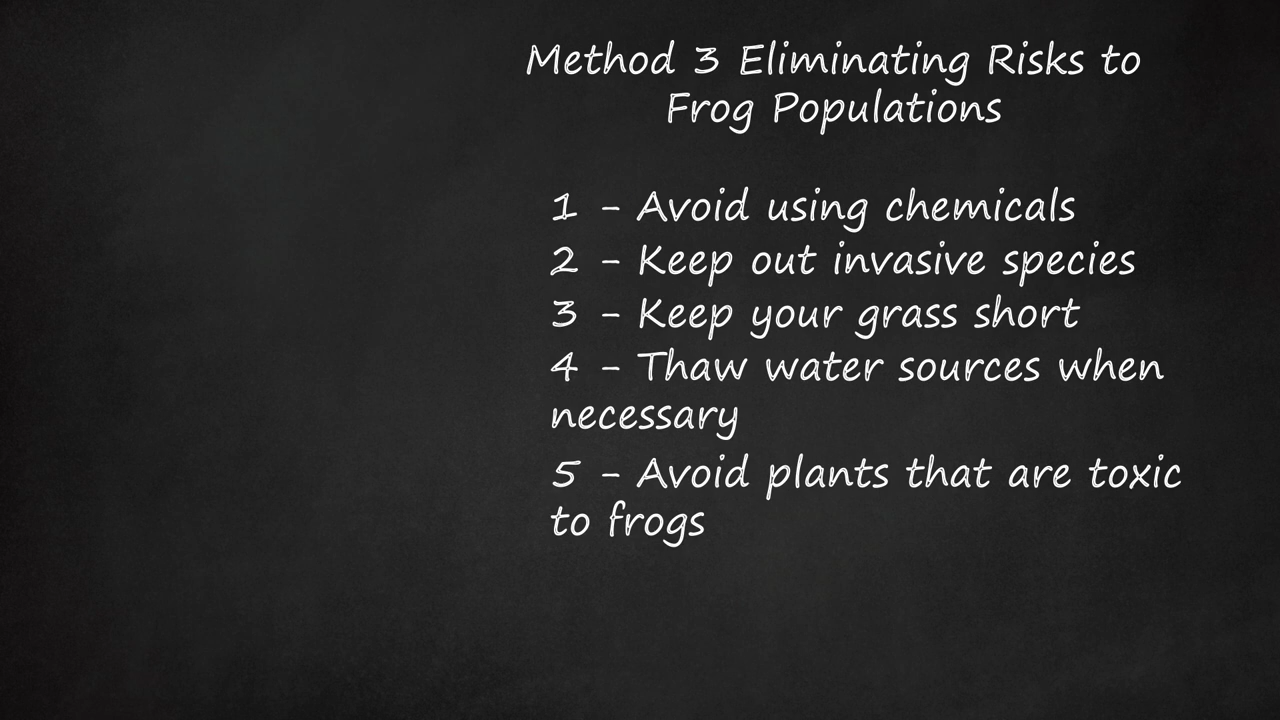 Method 3 Eliminating Risks to
Frog Populations
1 - Avoid using chemicals
2 - Keep out invasive species
3 - Keep your grass short
4 - Thaw water sources when
necessary
5 - Avoid plants that are toxic
to frogs